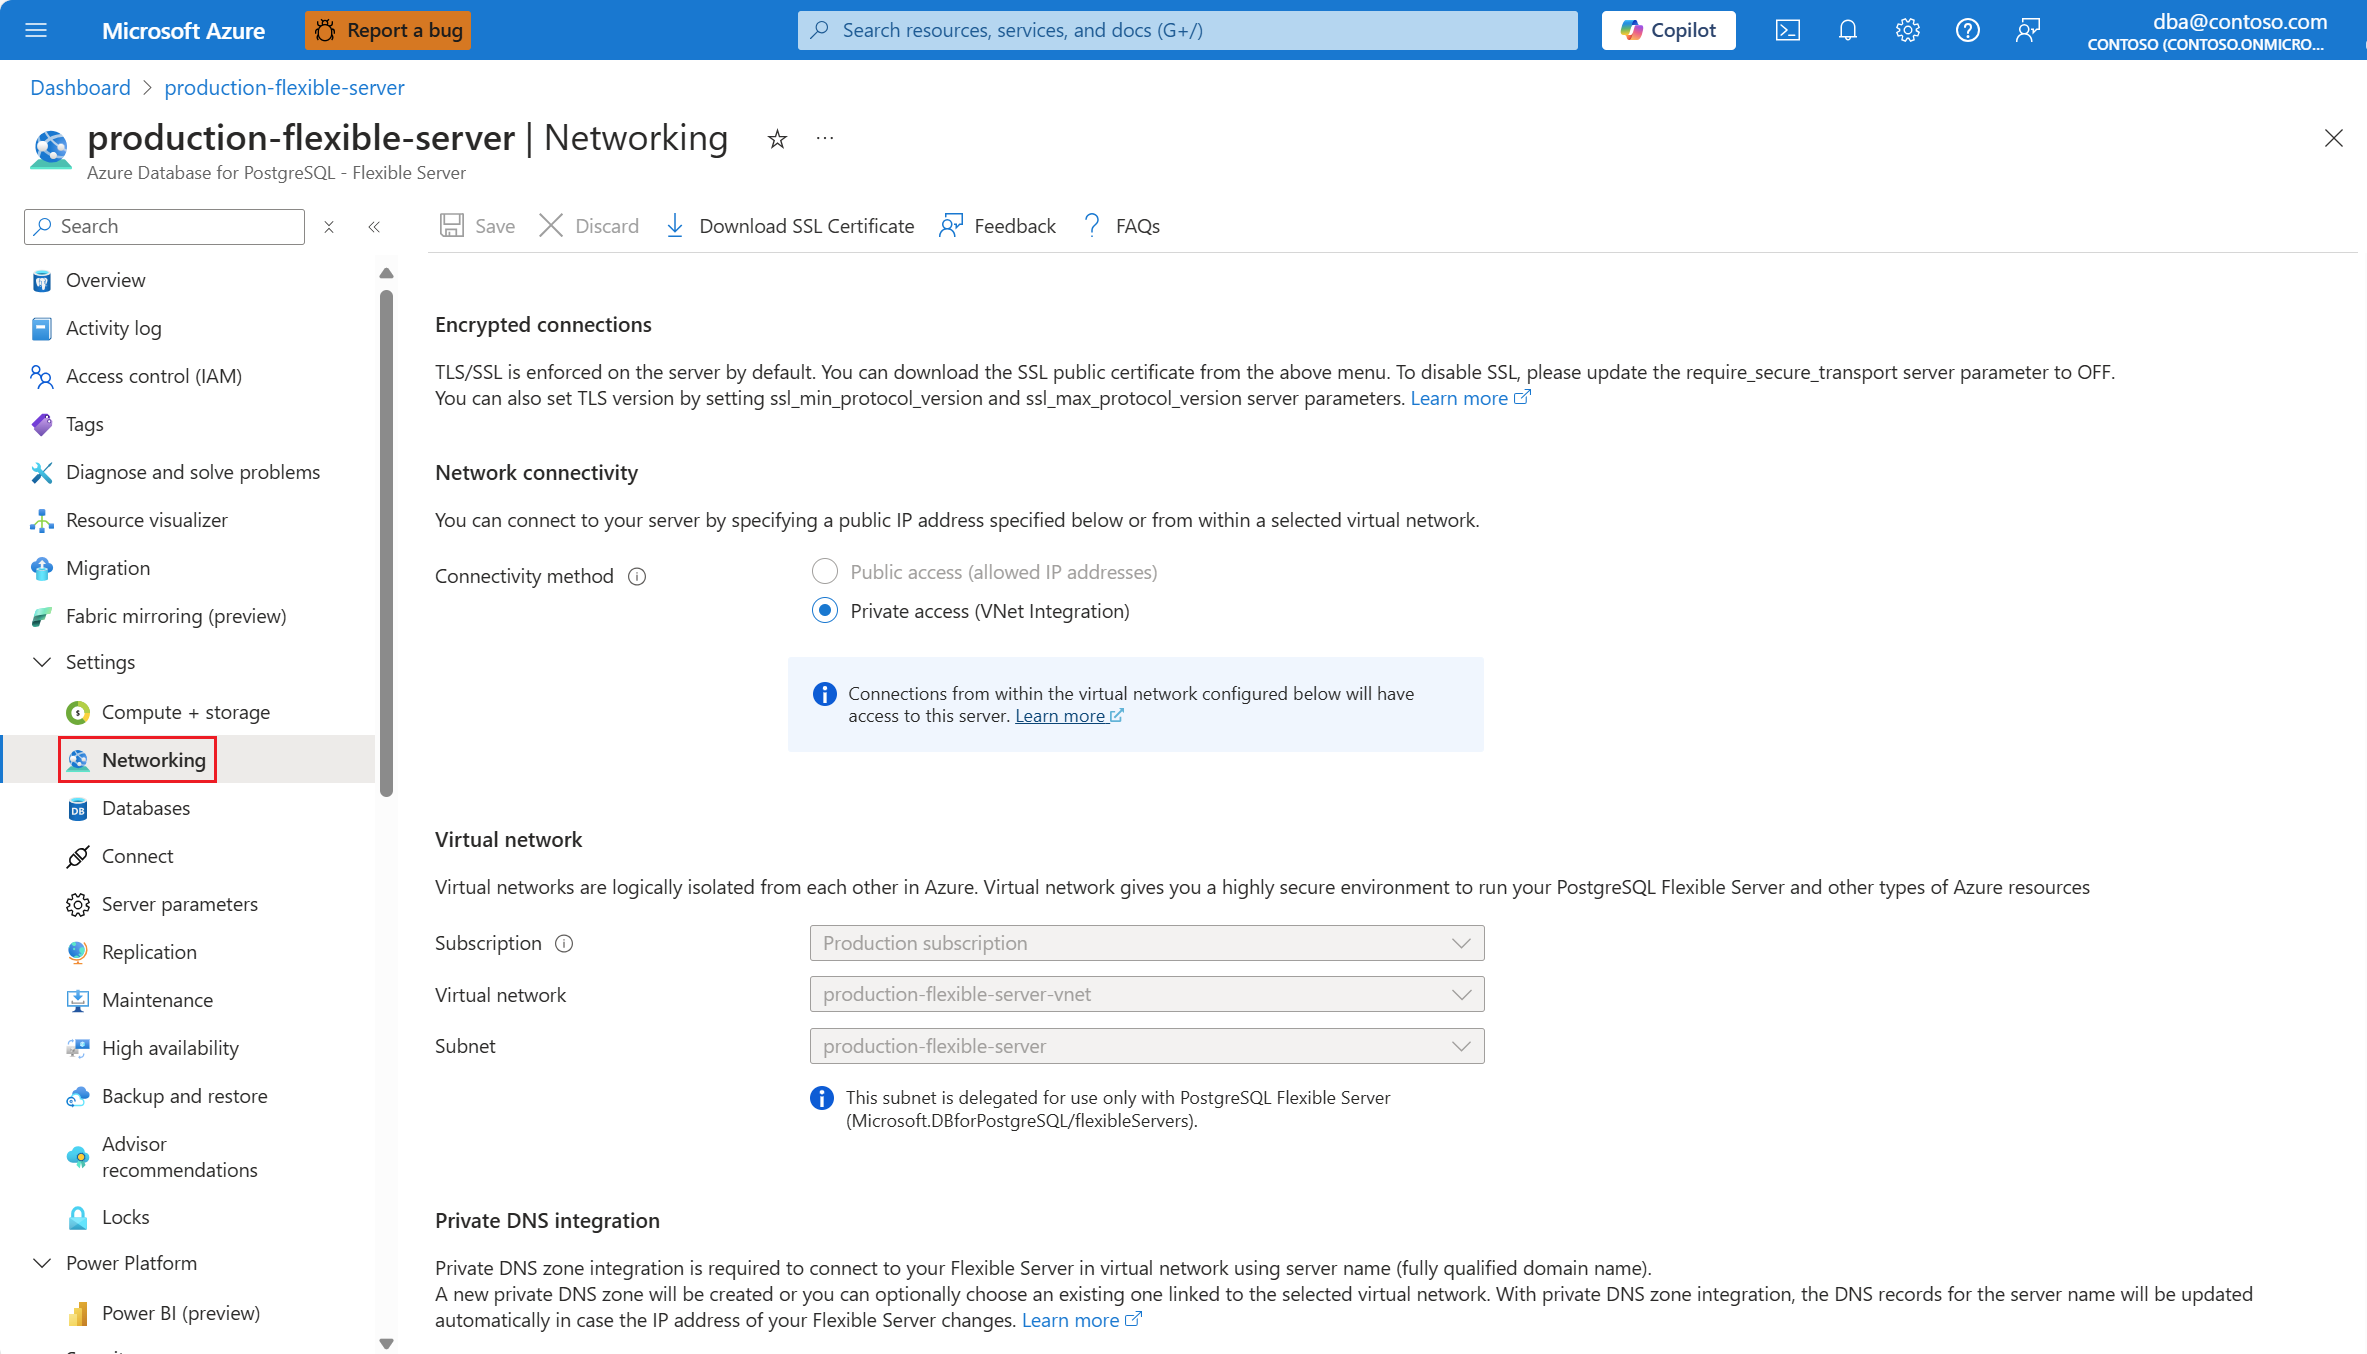 Microsoft Azure
Report a bug
Search resources, services, and docs (G+/)
Copilot
dba@contoso.com
CONTOSO (CONTOSO.ONMICRO...
Dashboard > production-flexible-server
production-flexible-server | Networking
Azure Database for PostgreSQL - Flexible Server
Search
Save
Discard
Download SSL Certificate
Feedback
FAQs
Overview
Activity log
Access control (IAM)
Tags
Diagnose and solve problems
Resource visualizer
Migration
Fabric mirroring (preview)
Settings
Compute + storage
Networking
Databases
Connect
Server parameters
Replication
Maintenance
High availability
Backup and restore
Advisor
recommendations
Locks
Power Platform
Power BI (preview)
Encrypted connections
TLS/SSL is enforced on the server by default. You can download the SSL public certificate from the above menu. To disable SSL, please update the require_secure_transport server parameter to OFF.
You can also set TLS version by setting ssl_min_protocol_version and ssl_max_protocol_version server parameters. Learn more
Network connectivity
You can connect to your server by specifying a public IP address specified below or from within a selected virtual network.
Connectivity method
Public access (allowed IP addresses)
Private access (VNet Integration)
Connections from within the virtual network configured below will have
access to this server. Learn more
Virtual network
Virtual networks are logically isolated from each other in Azure. Virtual network gives you a highly secure environment to run your PostgreSQL Flexible Server and other types of Azure resources
Subscription
Production subscription
Virtual network
production-flexible-server-vnet
Subnet
production-flexible-server
This subnet is delegated for use only with PostgreSQL Flexible Server
(Microsoft.DBforPostgreSQL/flexibleServers).
Private DNS integration
Private DNS zone integration is required to connect to your Flexible Server in virtual network using server name (fully qualified domain name).
A new private DNS zone will be created or you can optionally choose an existing one linked to the selected virtual network. With private DNS zone integration, the DNS records for the server name will be updated
automatically in case the IP address of your Flexible Server changes. Learn more